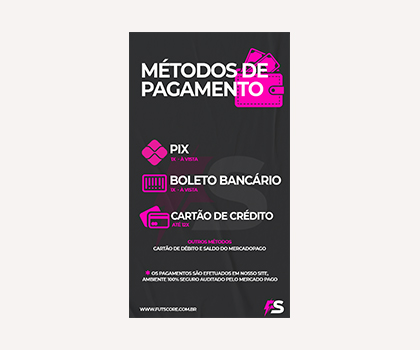 MÉTODOS DE
PAGAMENTO
PIX
1X - À VISTA
BOLETO BANCÁRIO
1X - À VISTA
CARTÃO DE CRÉDITO
ATÉ 12X
OUTROS MÉTODOS
CARTÃO DE DÉBITO E SALDO DO MERCADOPAGO
OS PAGAMENTOS SÃO EFETUADOS EM NOSSO SITE,
AMBIENTE 100% SEGURO AUDITADO PELO MERCADO PAGO
WWW.FUTSCORE.COM.BR
FS